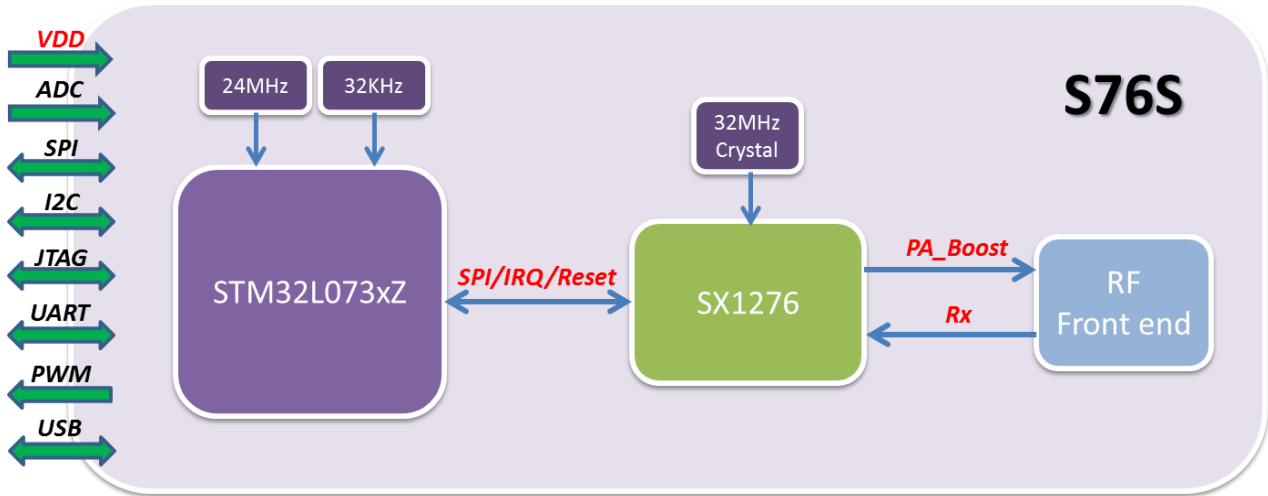 VDD
ADC
SPI
I2C
JTAG
UART
PWM
USB
24MHz
32KHz
STM32L073xZ
SPI/IRQ/Reset
32MHz
Crystal
SX1276
PA_Boost
Rx
RF
Front end
S76S